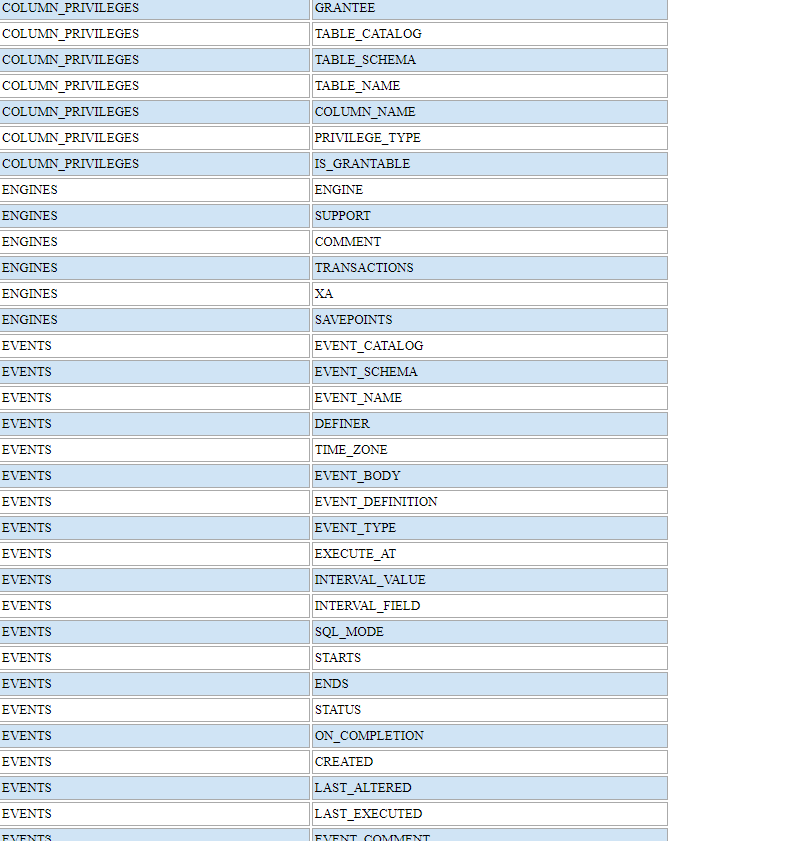 COLUMN_PRIVILEGES GRANTEE
COLUMN_PRIVILEGES TABLE_CATALOG
COLUMN_PRIVILEGES TABLE_SCHEMA
COLUMN_PRIVILEGES TABLE_NAME
COLUMN_PRIVILEGES COLUMN_NAME
COLUMN_PRIVILEGES PRIVILEGE_TYPE
COLUMN_PRIVILEGES IS_GRANTABLE
ENGINES ENGINE
ENGINES SUPPORT
ENGINES COMMENT
ENGINES TRANSACTIONS
ENGINES XA
ENGINES SAVEPOINTS
EVENTS EVENT_CATALOG
EVENTS EVENT_SCHEMA
EVENTS EVENT_NAME
EVENTS DEFINER
EVENTS TIME_ZONE
EVENTS EVENT_BODY
EVENTS EVENT_DEFINITION
EVENTS EVENT_TYPE
EVENTS EXECUTE_AT
EVENTS INTERVAL_VALUE
EVENTS INTERVAL_FIELD
EVENTS SQL_MODE
EVENTS STARTS
EVENTS ENDS
EVENTS STATUS
EVENTS ON_COMPLETION
EVENTS CREATED
EVENTS LAST_ALTERED
EVENTS LAST_EXECUTED
EVENTS EVENT_COMMENT